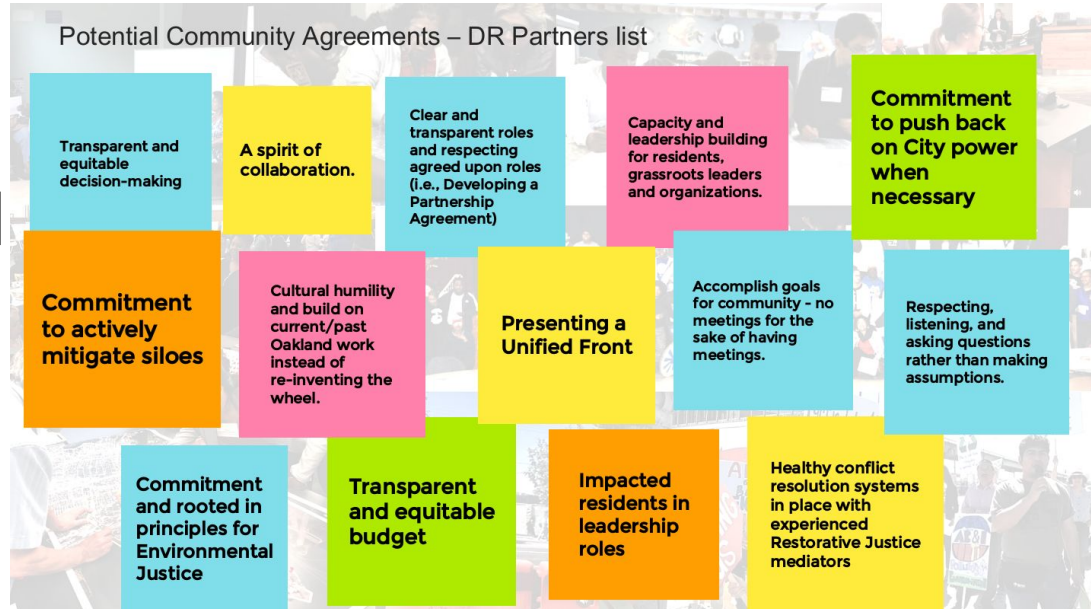 Potential Community Agreements – DR Partners list
Transparent and
equitable
decision-making
A spirit of
collaboration.
Clear and
transparent roles
and respecting
agreed upon roles
(i.e., Developing a
Partnership
Agreement)
Capacity and
leadership building
for residents,
grassroots leaders
and organizations.
Commitment
to push back
on City power
when
necessary
Commitment
to actively
mitigate siloes
Cultural humility
and build on
current/past
Oakland work
instead of
re-inventing the
wheel.
Presenting a
Unified Front
Accomplish goals
for community - no
meetings for the
sake of having
meetings.
Respecting,
listening, and
asking questions
rather than making
assumptions.
Commitment
and rooted in
principles for
Environmental
Justice
Transparent
and equitable
budget
Impacted
residents in
leadership
roles
Healthy conflict
resolution systems
in place with
experienced
Restorative Justice
mediators